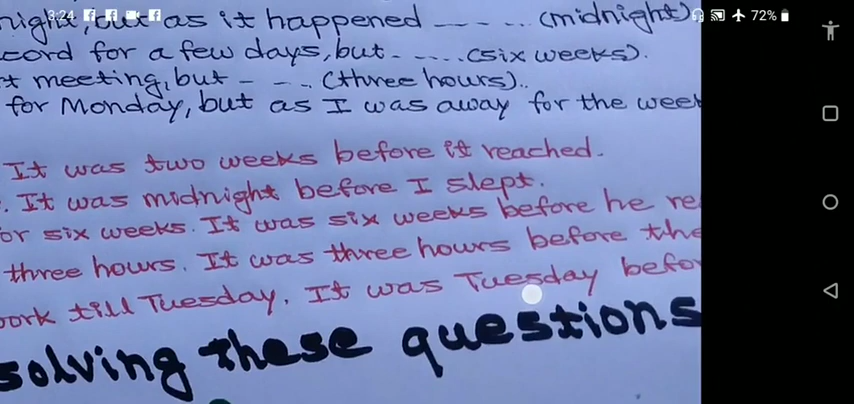 3:24 72%
night, but as it happened ---- ... (midnight)
cord for a few days, but. .... (six weeks).
t meeting, but - - -.. (three hours)..
for Monday, but as I was away for the week
It was two weeks before it reached.
. It was midnight before I slept.
or six weeks. It was six weeks before he re
three hours. It was three hours before the
work till Tuesday. It was Tuesday befor
solving these questions